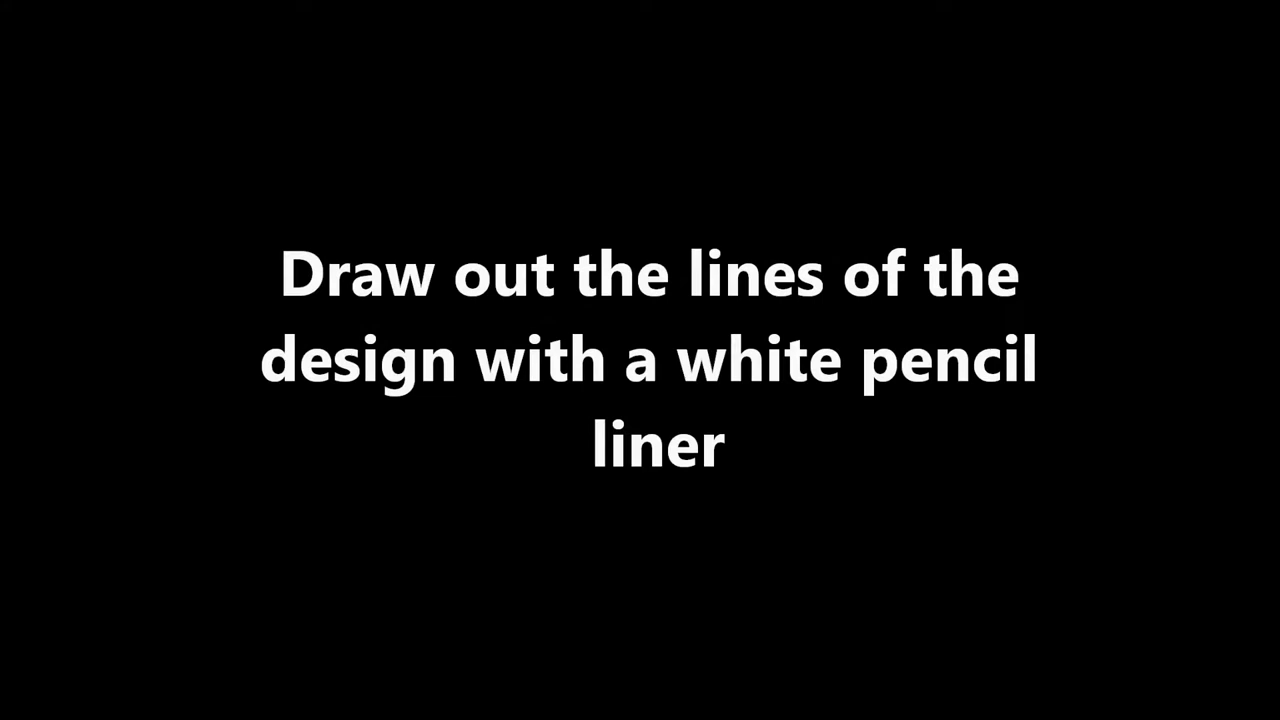 Draw out the lines of the
design with a white pencil
liner